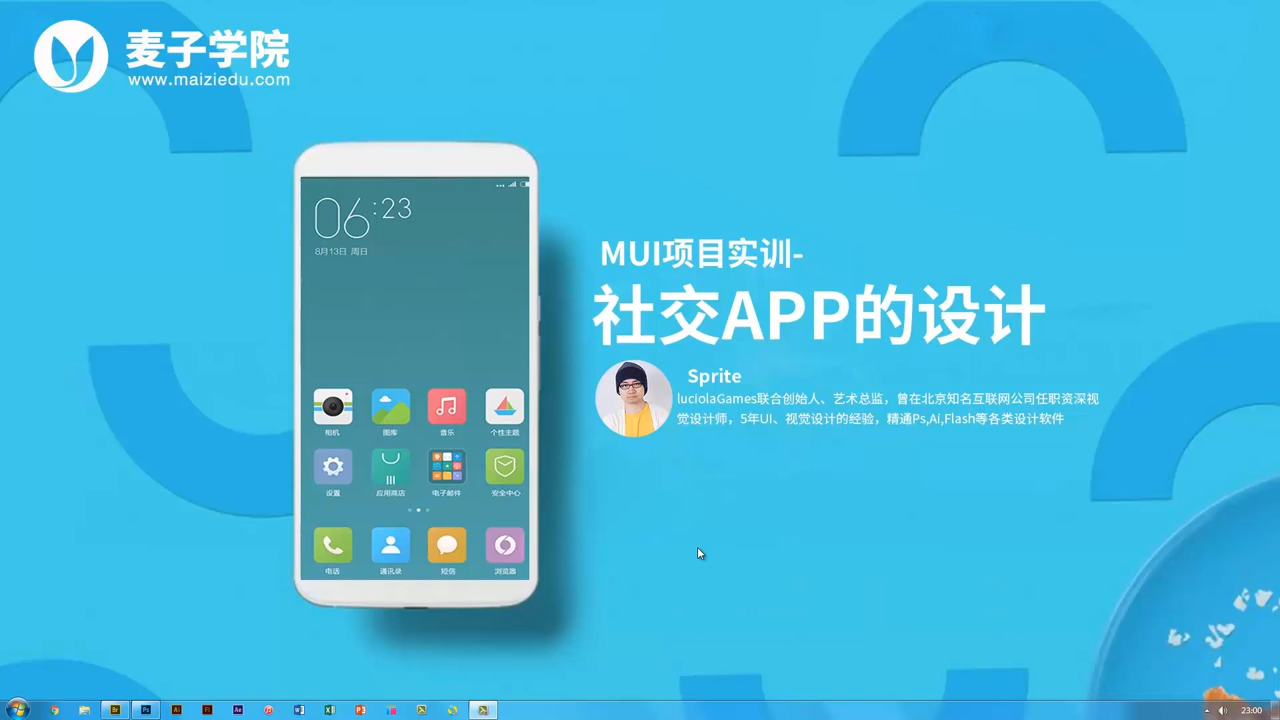 麦子学院
www.maiziedu.com
06:23
8月13日 周日
MUI项目实训-
社交APP的设计
Sprite
luciolaGames联合创始人、艺术总监，曾在北京知名互联网公司任职资深视
觉设计师，5年UI、视觉设计的经验，精通Ps,Ai,Flash等各类设计软件
相机 图库 音乐 个性主题
设置 应用商店 电子邮件 安全中心
电话 通讯录 短信 浏览器
Br Ps Ai Fl Ae
23:00